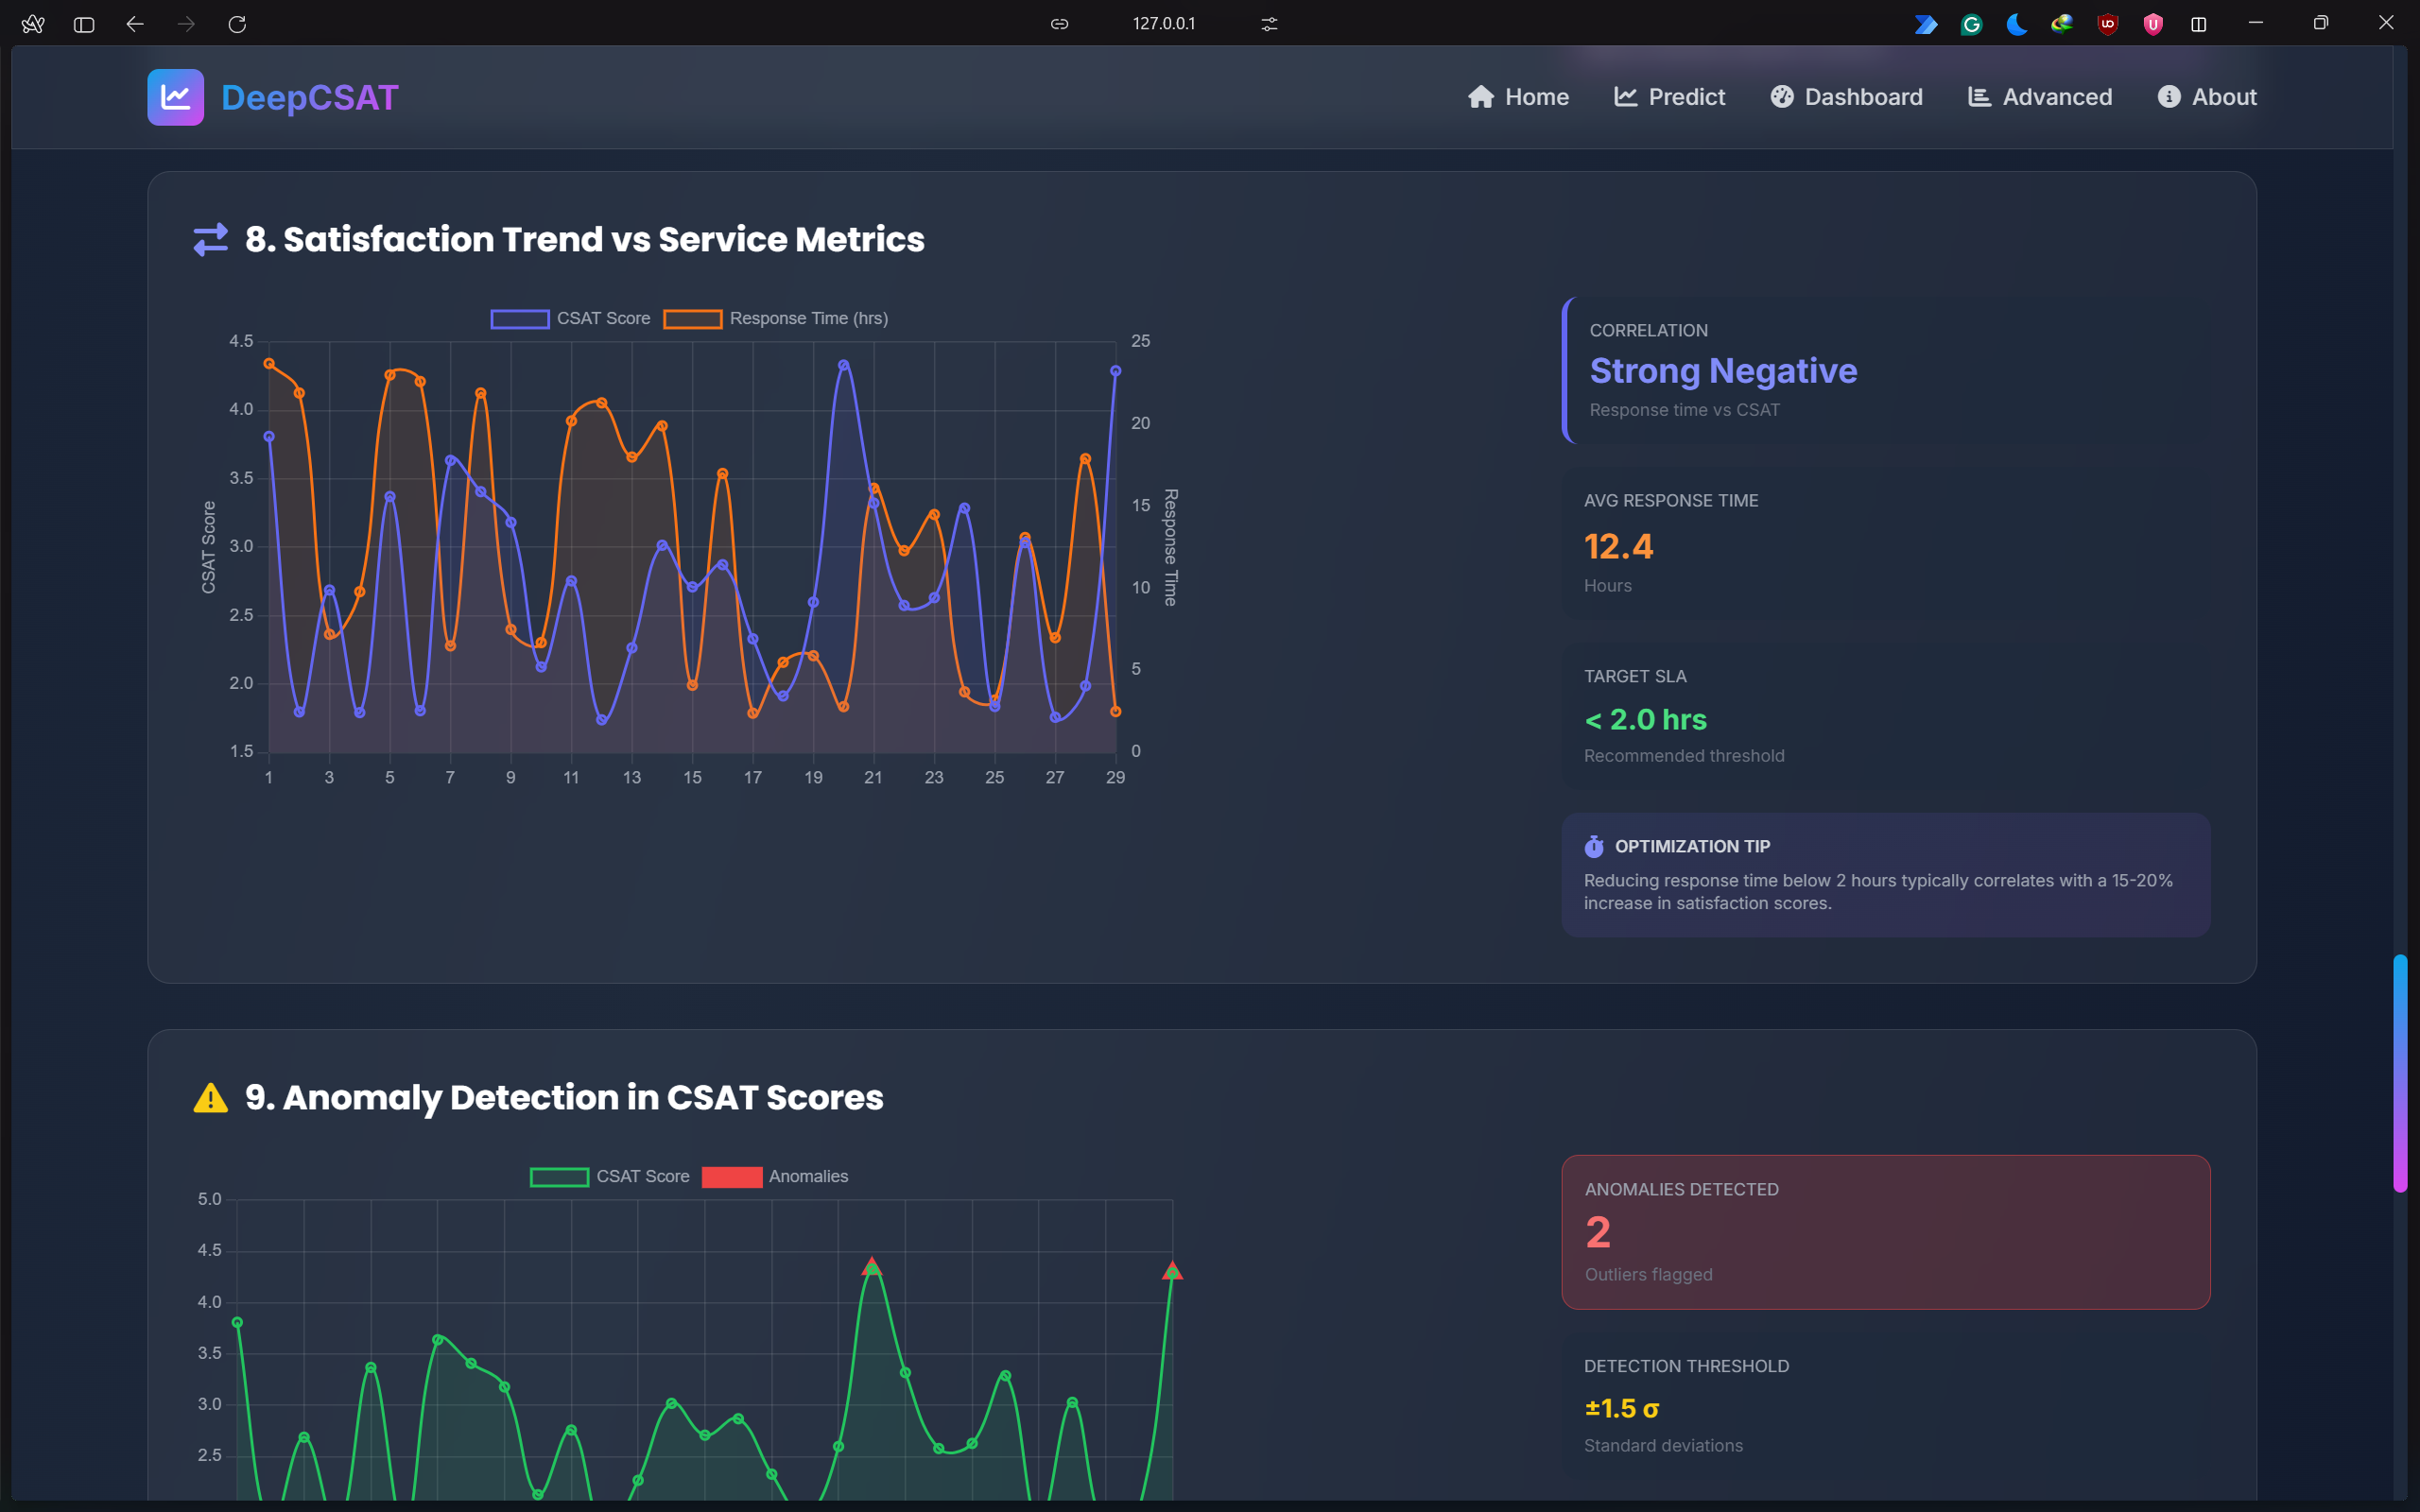 127.0.0.1
DeepCSAT
Home
Predict
Dashboard
Advanced
About
8. Satisfaction Trend vs Service Metrics
CSAT Score
Response Time (hrs)
4.5
4.0
3.5
3.0
2.5
2.0
1.5
CSAT Score
25
20
15
10
5
0
Response Time
1 3 5 7 9 11 13 15 17 19 21 23 25 27 29
CORRELATION
Strong Negative
Response time vs CSAT
AVG RESPONSE TIME
12.4
Hours
TARGET SLA
< 2.0 hrs
Recommended threshold
OPTIMIZATION TIP
Reducing response time below 2 hours typically correlates with a 15-20%
increase in satisfaction scores.
9. Anomaly Detection in CSAT Scores
CSAT Score
Anomalies
5.0
4.5
4.0
3.5
3.0
2.5
ANOMALIES DETECTED
2
Outliers flagged
DETECTION THRESHOLD
±1.5 σ
Standard deviations